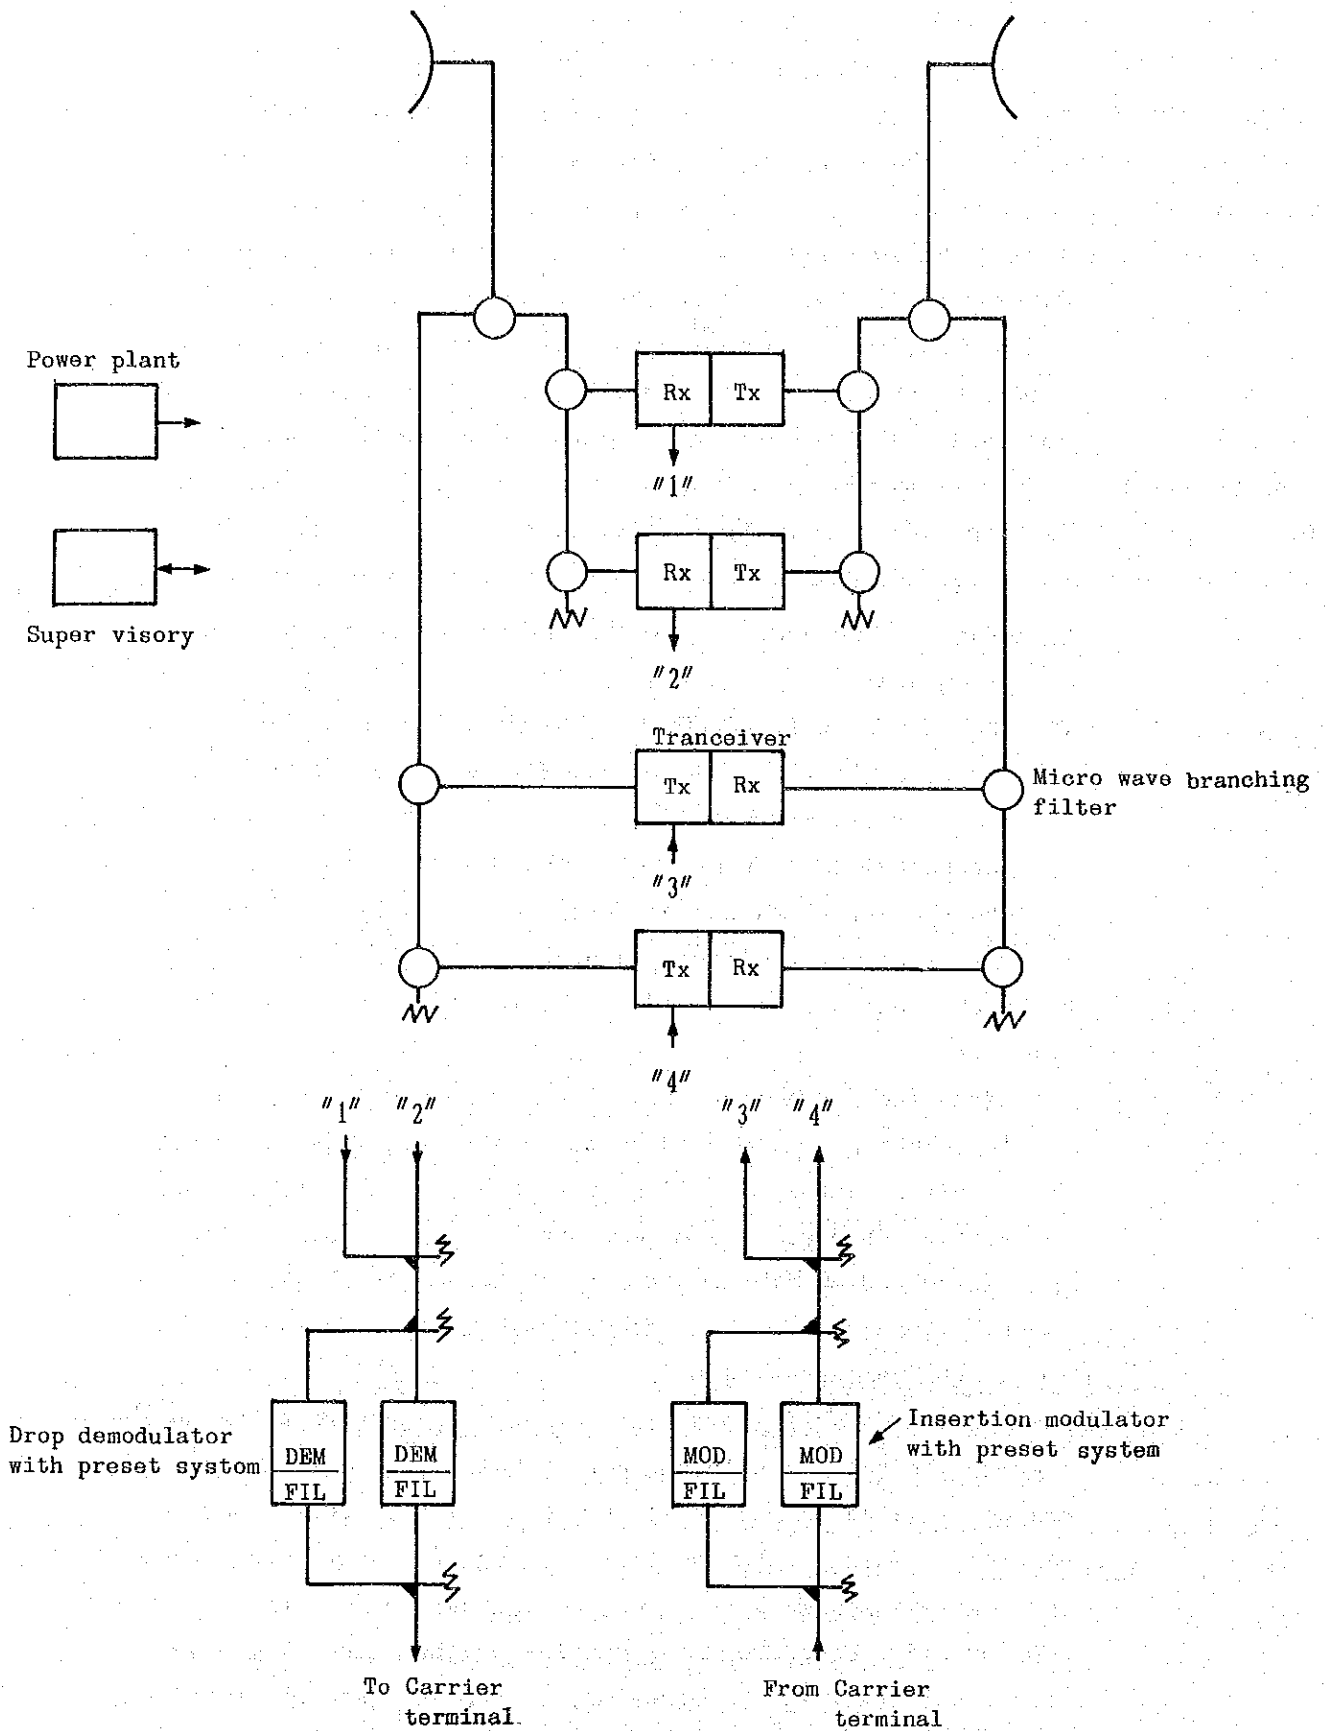 Power plant
Rx Tx
"1"
Rx Tx
Super visory
"2"
Tranceiver
Tx Rx
Micro wave branching
filter
"3"
Tx Rx
"4"
"1" "2"
"3" "4"
Drop demodulator
with preset systom
DEM
FIL
DEM
FIL
MOD
FIL
MOD
FIL
Insertion modulator
with preset system
To Carrier
terminal
From Carrier
terminal